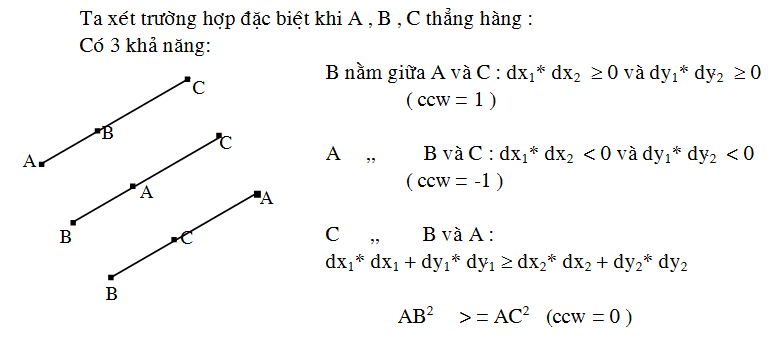 Ta xét trường hợp đặc biệt khi A , B , C thẳng hàng :
Có 3 khả năng:
B nằm giữa A và C : dx₁* dx₂ ≥ 0 và dy₁* dy₂ ≥ 0
( ccw = 1 )
A „ B và C : dx₁* dx₂ < 0 và dy₁* dy₂ < 0
( ccw = -1 )
C „ B và A :
dx₁* dx₁ + dy₁* dy₁ ≥ dx₂* dx₂ + dy₂* dy₂
AB² > = AC² (ccw = 0 )
C
B
A
C
A
B
A
C
B